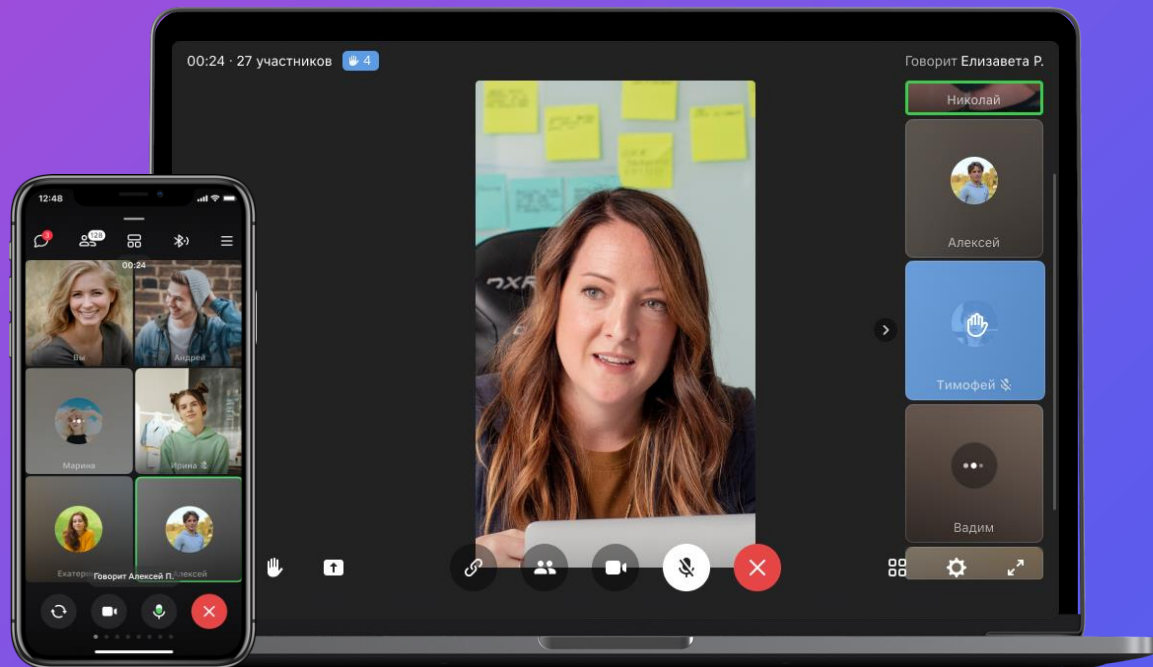 00:24 · 27 участников 4
Говорит Елизавета Р.
Николай
Алексей
Тимофей
Вадим
12:48
3
128
00:24
Вы
Андрей
Марина
Ирина
Говорит Алексей П.
Алексей